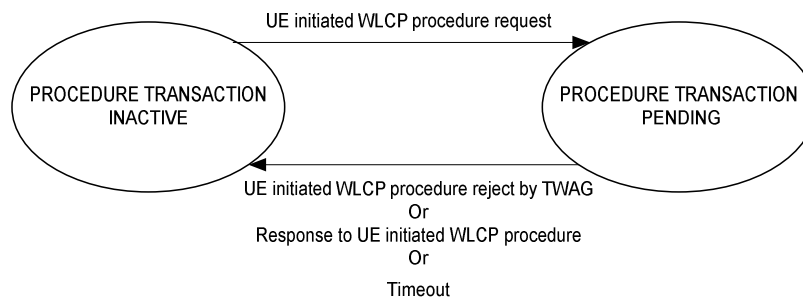 UE initiated WLCP procedure request
PROCEDURE TRANSACTION
INACTIVE
PROCEDURE TRANSACTION
PENDING
UE initiated WLCP procedure reject by TWAG
Or
Response to UE initiated WLCP procedure
Or
Timeout